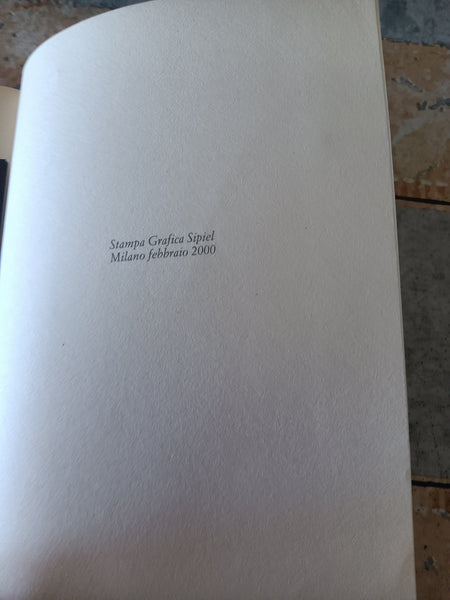 Stampa Grafica Sipiel
Milano febbraio 2000